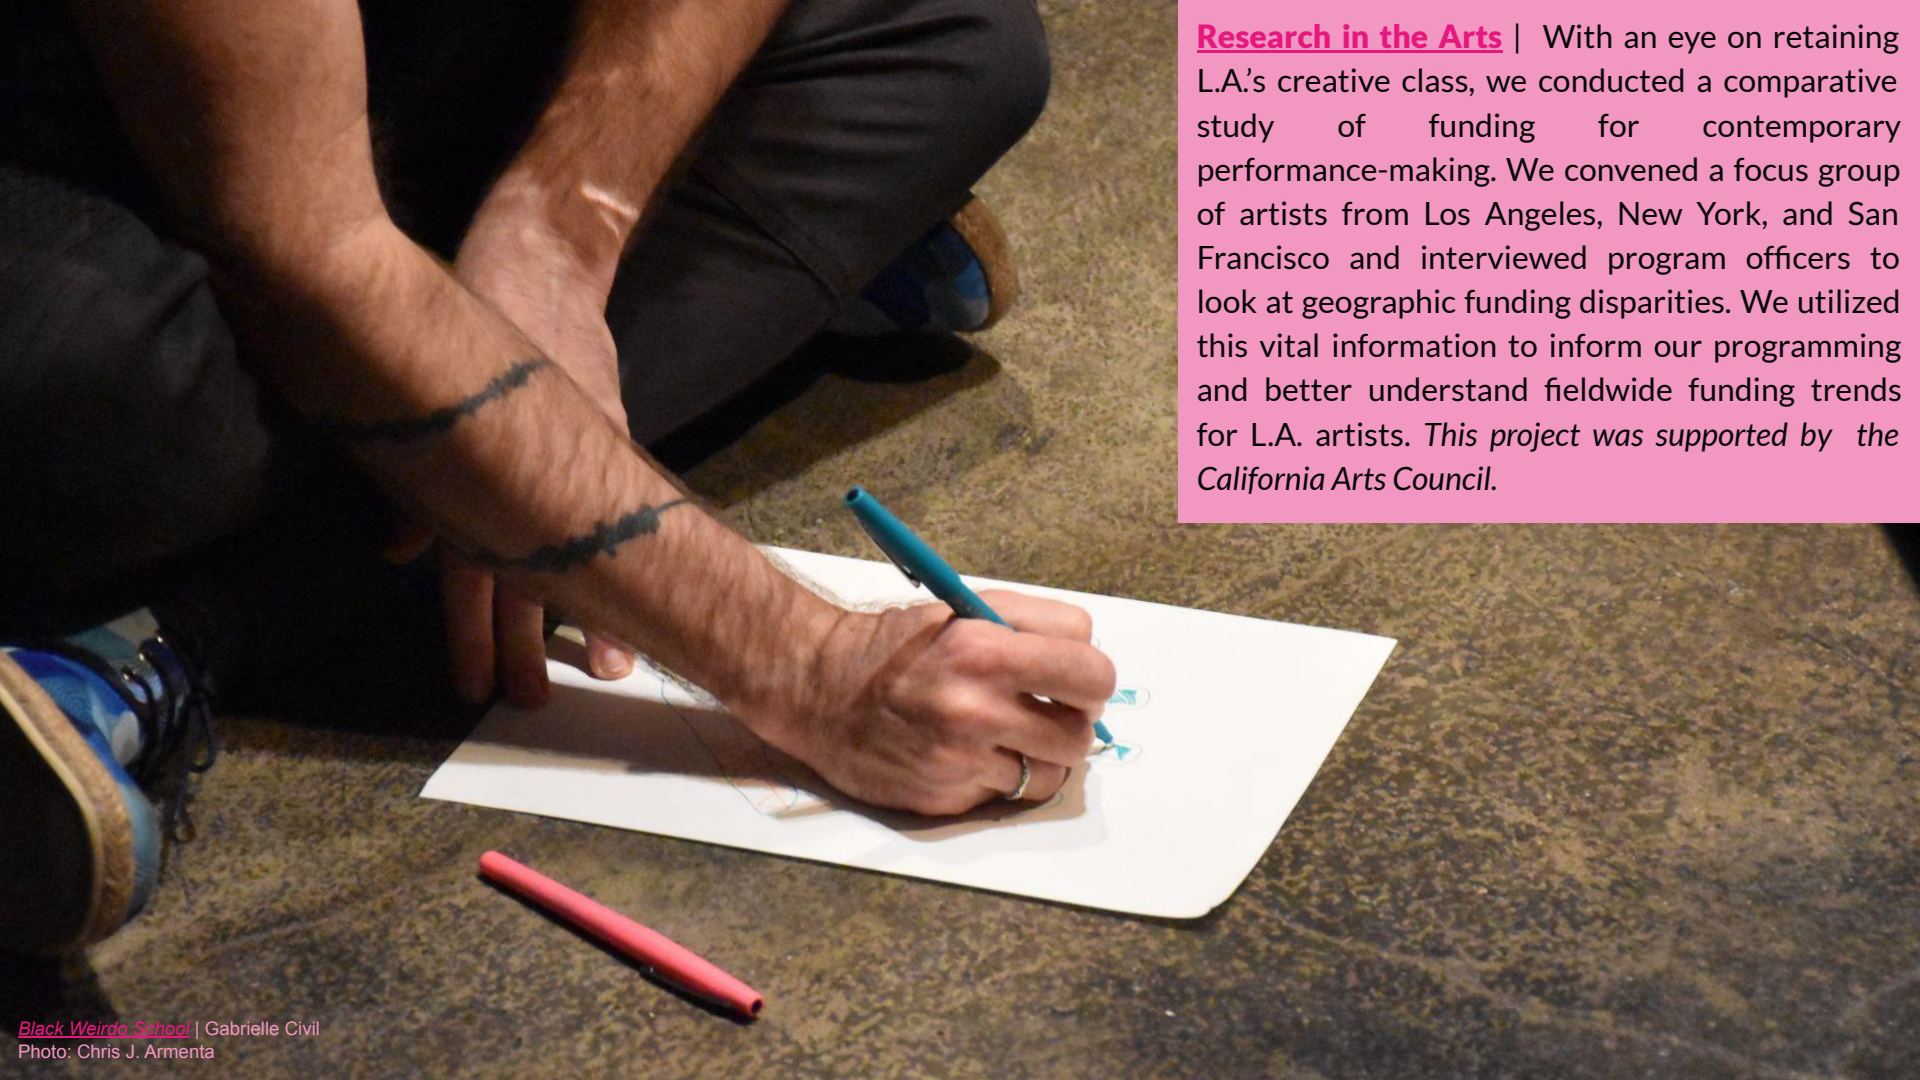 Research in the Arts | With an eye on retaining
L.A.’s creative class, we conducted a comparative
study of funding for contemporary
performance-making. We convened a focus group
of artists from Los Angeles, New York, and San
Francisco and interviewed program officers to
look at geographic funding disparities. We utilized
this vital information to inform our programming
and better understand fieldwide funding trends
for L.A. artists. This project was supported by the
California Arts Council.
Black Weirdo School | Gabrielle Civil
Photo: Chris J. Armenta